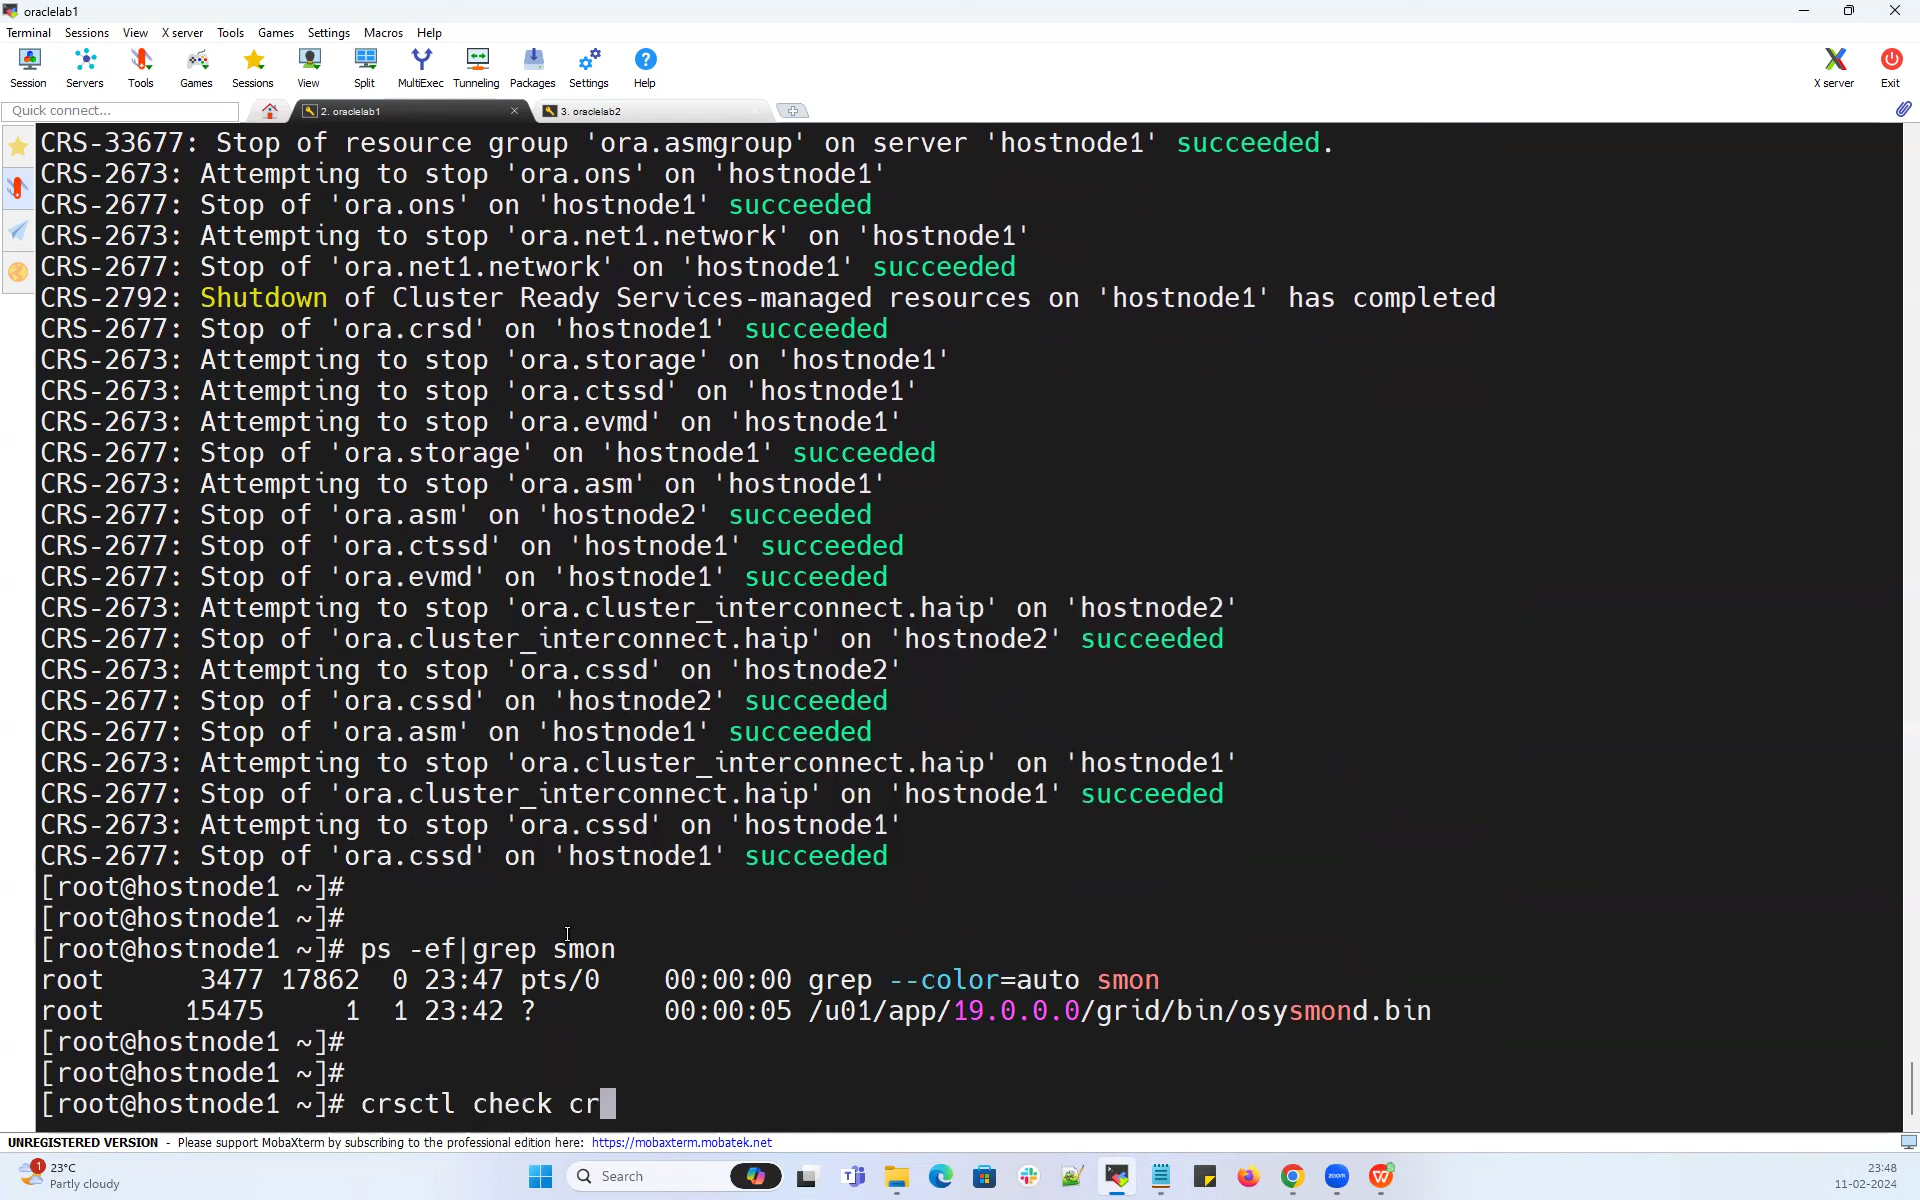 oraclelab1
Terminal Sessions View X server Tools Games Settings Macros Help
Session Servers Tools Games Sessions View Split MultiExec Tunneling Packages Settings Help X server Exit
Quick connect... 2. oraclelab1 3. oraclelab2
CRS-33677: Stop of resource group 'ora.asmgroup' on server 'hostnode1' succeeded.
CRS-2673: Attempting to stop 'ora.ons' on 'hostnode1'
CRS-2677: Stop of 'ora.ons' on 'hostnode1' succeeded
CRS-2673: Attempting to stop 'ora.net1.network' on 'hostnode1'
CRS-2677: Stop of 'ora.net1.network' on 'hostnode1' succeeded
CRS-2792: Shutdown of Cluster Ready Services-managed resources on 'hostnode1' has completed
CRS-2677: Stop of 'ora.crsd' on 'hostnode1' succeeded
CRS-2673: Attempting to stop 'ora.storage' on 'hostnode1'
CRS-2673: Attempting to stop 'ora.ctssd' on 'hostnode1'
CRS-2673: Attempting to stop 'ora.evmd' on 'hostnode1'
CRS-2677: Stop of 'ora.storage' on 'hostnode1' succeeded
CRS-2673: Attempting to stop 'ora.asm' on 'hostnode1'
CRS-2677: Stop of 'ora.asm' on 'hostnode2' succeeded
CRS-2677: Stop of 'ora.ctssd' on 'hostnode1' succeeded
CRS-2677: Stop of 'ora.evmd' on 'hostnode1' succeeded
CRS-2673: Attempting to stop 'ora.cluster_interconnect.haip' on 'hostnode2'
CRS-2677: Stop of 'ora.cluster_interconnect.haip' on 'hostnode2' succeeded
CRS-2673: Attempting to stop 'ora.cssd' on 'hostnode2'
CRS-2677: Stop of 'ora.cssd' on 'hostnode2' succeeded
CRS-2677: Stop of 'ora.asm' on 'hostnode1' succeeded
CRS-2673: Attempting to stop 'ora.cluster_interconnect.haip' on 'hostnode1'
CRS-2677: Stop of 'ora.cluster_interconnect.haip' on 'hostnode1' succeeded
CRS-2673: Attempting to stop 'ora.cssd' on 'hostnode1'
CRS-2677: Stop of 'ora.cssd' on 'hostnode1' succeeded
[root@hostnode1 ~]#
[root@hostnode1 ~]#
[root@hostnode1 ~]# ps -ef|grep smon
root 3477 17862 0 23:47 pts/0 00:00:00 grep --color=auto smon
root 15475 1 1 23:42 ? 00:00:05 /u01/app/19.0.0.0/grid/bin/osysmond.bin
[root@hostnode1 ~]#
[root@hostnode1 ~]#
[root@hostnode1 ~]# crsctl check cr
UNREGISTERED VERSION - Please support MobaXterm by subscribing to the professional edition here: https://mobaxterm.mobatek.net
1 23°C
Partly cloudy
Search
zoom
23:48
11-02-2024